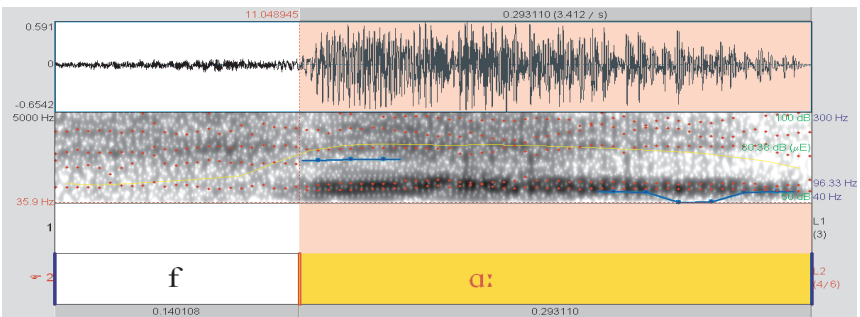 11.048945 0.293110 (3.412 / s)
0.591
0
-0.6542
5000 Hz 100 dB 300 Hz
80.38 dB (µE)
96.33 Hz
35.9 Hz 50 dB 40 Hz
1 L1
(3)
☞ 2 f ɑː L2
(4/6)
0.140108 0.293110